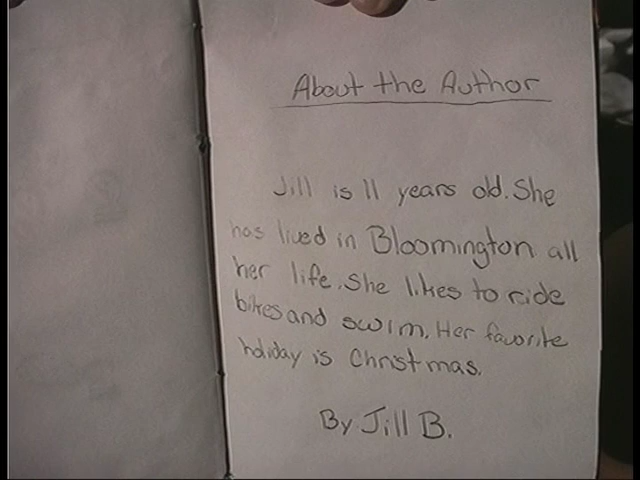 About the Author
Jill is 11 years old. She
has lived in Bloomington all
her life. She likes to ride
bikes and swim. Her favorite
holiday is Christmas.
By Jill B.